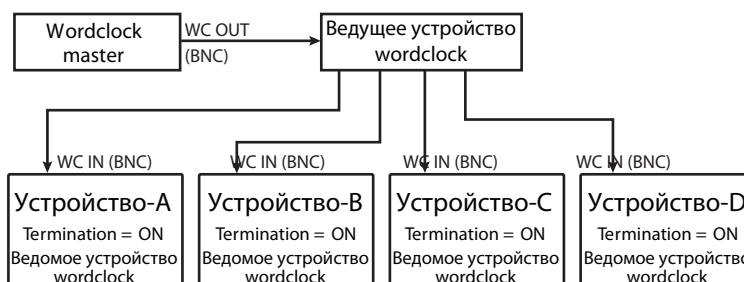 Wordclock
master
WC OUT
(BNC)
Ведущее устройство
wordclock
WC IN (BNC)
WC IN (BNC)
WC IN (BNC)
WC IN (BNC)
Устройство-A
Termination = ON
Ведомое устройство
wordclock
Устройство-B
Termination = ON
Ведомое устройство
wordclock
Устройство-C
Termination = ON
Ведомое устройство
wordclock
Устройство-D
Termination = ON
Ведомое устройство
wordclock